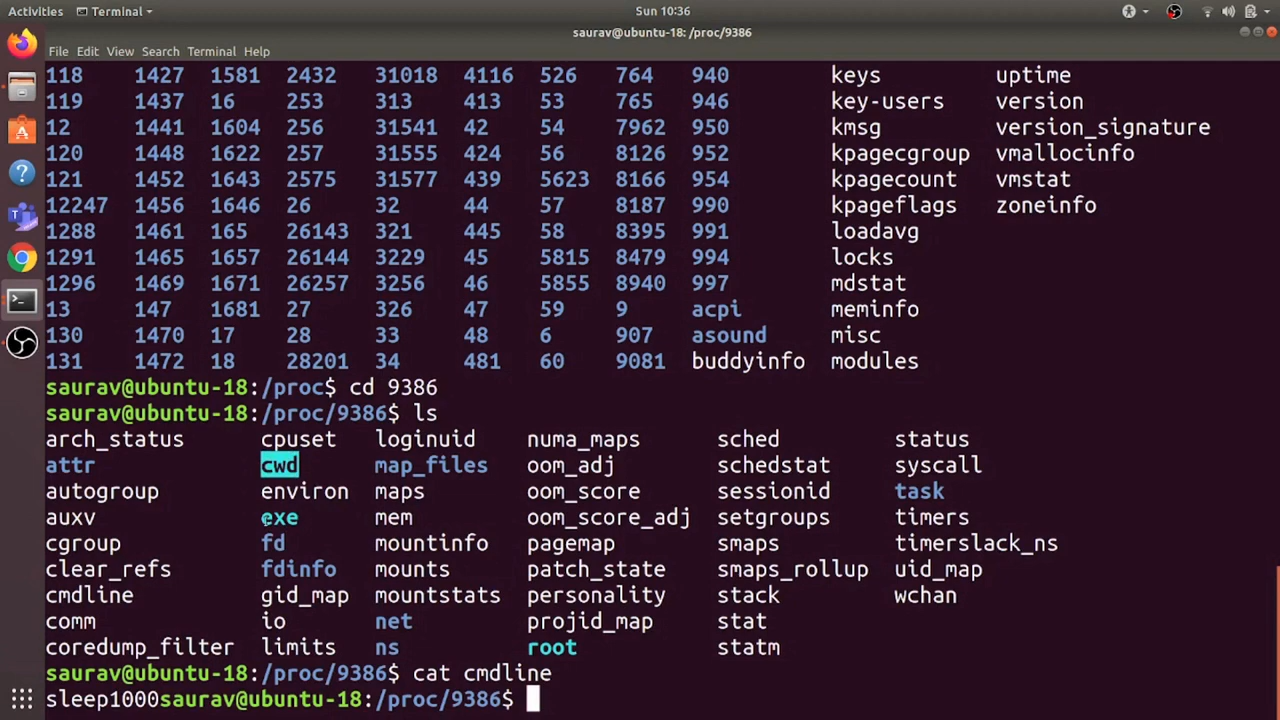 Activities Terminal Sun 10:36
saurav@ubuntu-18: /proc/9386
File Edit View Search Terminal Help
118 1427 1581 2432 31018 4116 526 764 940 keys uptime
119 1437 16 253 313 413 53 765 946 key-users version
12 1441 1604 256 31541 42 54 7962 950 kmsg version_signature
120 1448 1622 257 31555 424 56 8126 952 kpagecgroup vmallocinfo
121 1452 1643 2575 31577 439 5623 8166 954 kpagecount vmstat
12247 1456 1646 26 32 44 57 8187 990 kpageflags zoneinfo
1288 1461 165 26143 321 445 58 8395 991 loadavg
1291 1465 1657 26144 3229 45 5815 8479 994 locks
1296 1469 1671 26257 3256 46 5855 8940 997 mdstat
13 147 1681 27 326 47 59 9 acpi meminfo
130 1470 17 28 33 48 6 907 asound misc
131 1472 18 28201 34 481 60 9081 buddyinfo modules
saurav@ubuntu-18:/proc$ cd 9386
saurav@ubuntu-18:/proc/9386$ ls
arch_status cpuset loginuid numa_maps sched status
attr cwd map_files oom_adj schedstat syscall
autogroup environ maps oom_score sessionid task
auxv exe mem oom_score_adj setgroups timers
cgroup fd mountinfo pagemap smaps timerslack_ns
clear_refs fdinfo mounts patch_state smaps_rollup uid_map
cmdline gid_map mountstats personality stack wchan
comm io net projid_map stat
coredump_filter limits ns root statm
saurav@ubuntu-18:/proc/9386$ cat cmdline
sleep1000saurav@ubuntu-18:/proc/9386$